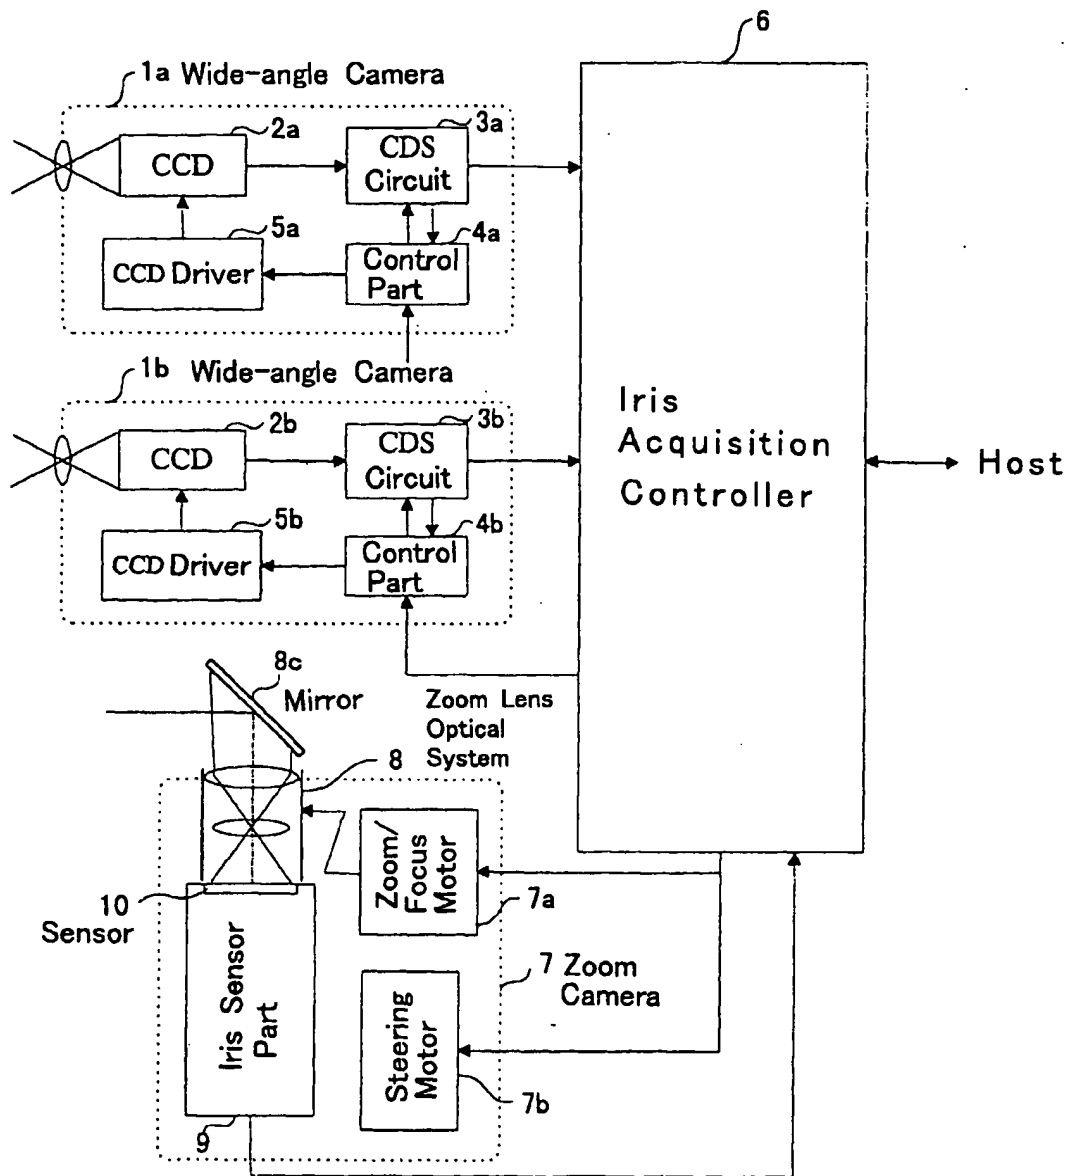 6
1a Wide-angle Camera
2a
CCD
3a
CDS
Circuit
5a
CCD Driver
4a
Control
Part
1b Wide-angle Camera
2b
CCD
3b
CDS
Circuit
5b
CCD Driver
4b
Control
Part
Iris
Acquisition
Controller
Host
8c
Mirror
Zoom Lens
Optical
System
8
Zoom/
Focus
Motor
7a
10
Sensor
Iris Sensor
Part
7 Zoom
Camera
Steering
Motor
7b
9